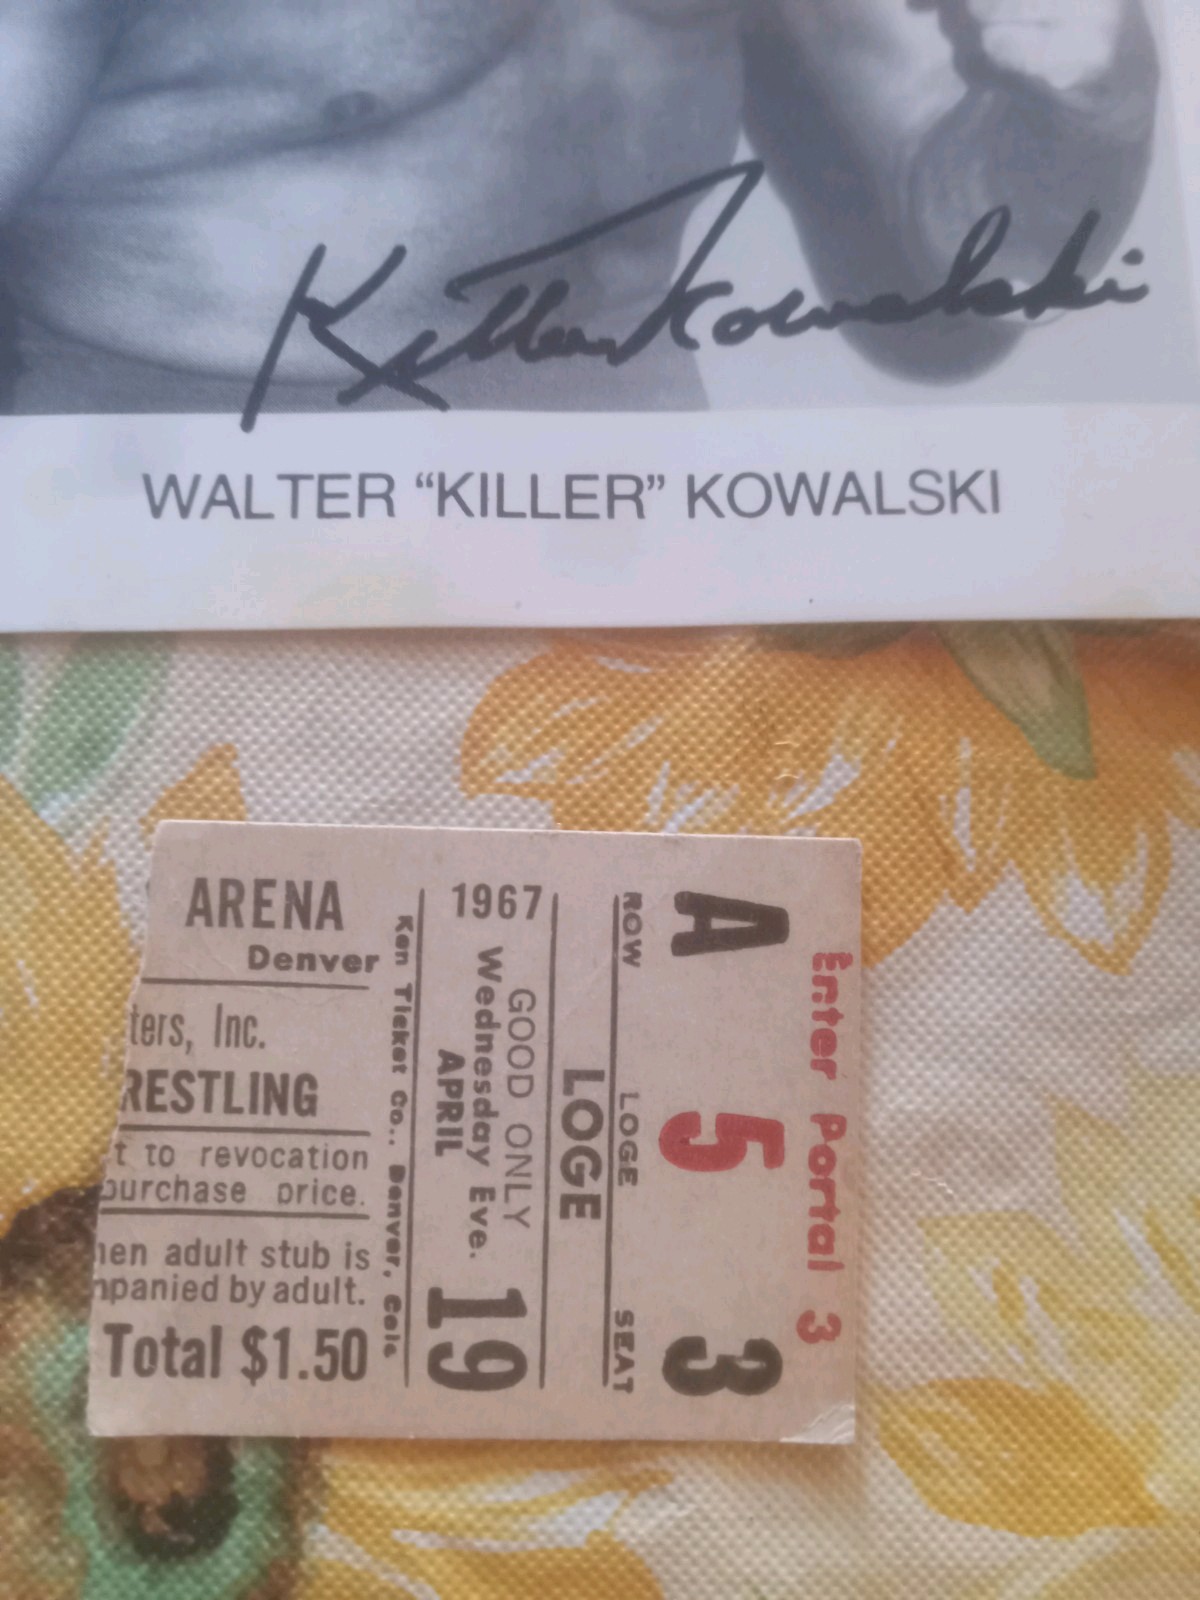 Killer Kowalski
WALTER “KILLER” KOWALSKI
ARENA
Denver
ters, Inc.
RESTLING
t to revocation
purchase price.
hen adult stub is
mpanied by adult.
Total $1.50
Ken Ticket Co., Denver, Colo
1967
GOOD ONLY
Wednesday Eve.
APRIL
19
LOGE
ROW LOGE SEAT
A 5 3
Enter Portal 3